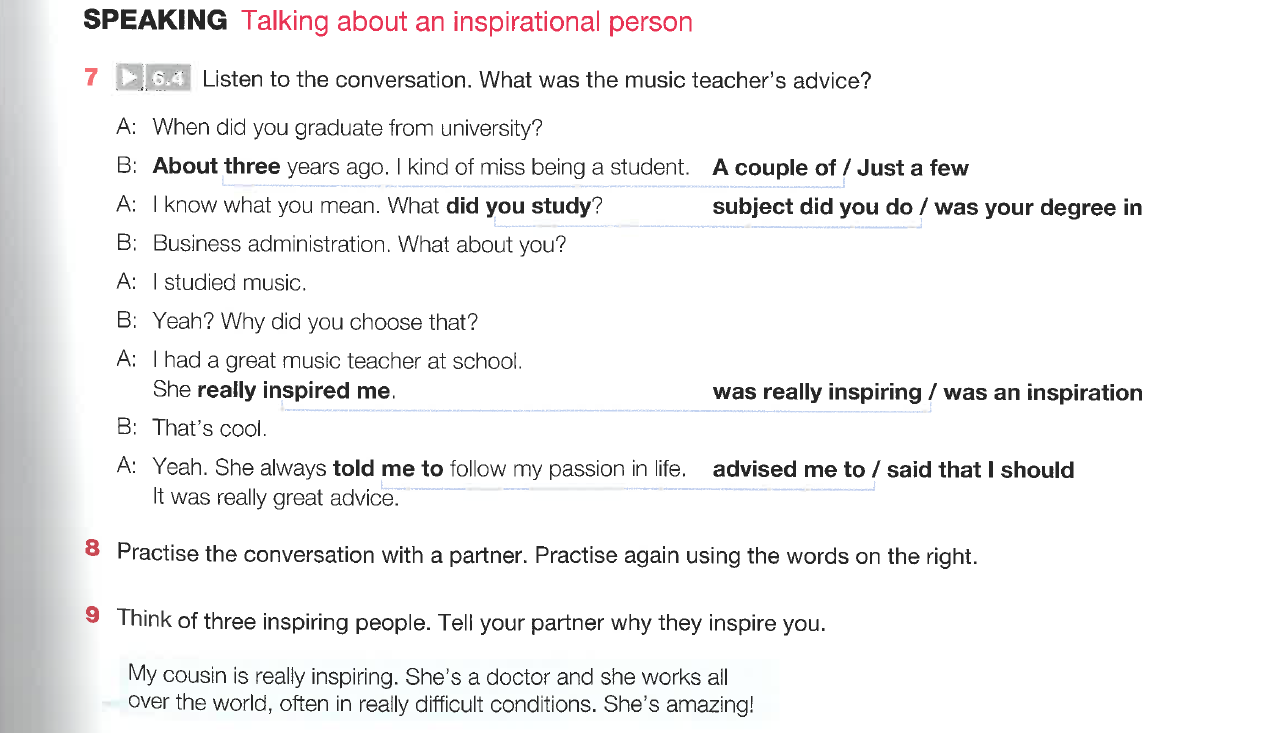 SPEAKING Talking about an inspirational person
7 6.4 Listen to the conversation. What was the music teacher's advice?
A: When did you graduate from university?
B: About three years ago. I kind of miss being a student. A couple of / Just a few
A: I know what you mean. What did you study? subject did you do / was your degree in
B: Business administration. What about you?
A: I studied music.
B: Yeah? Why did you choose that?
A: I had a great music teacher at school.
She really inspired me. was really inspiring / was an inspiration
B: That's cool.
A: Yeah. She always told me to follow my passion in life. advised me to / said that I should
It was really great advice.
8 Practise the conversation with a partner. Practise again using the words on the right.
9 Think of three inspiring people. Tell your partner why they inspire you.
My cousin is really inspiring. She's a doctor and she works all
over the world, often in really difficult conditions. She's amazing!